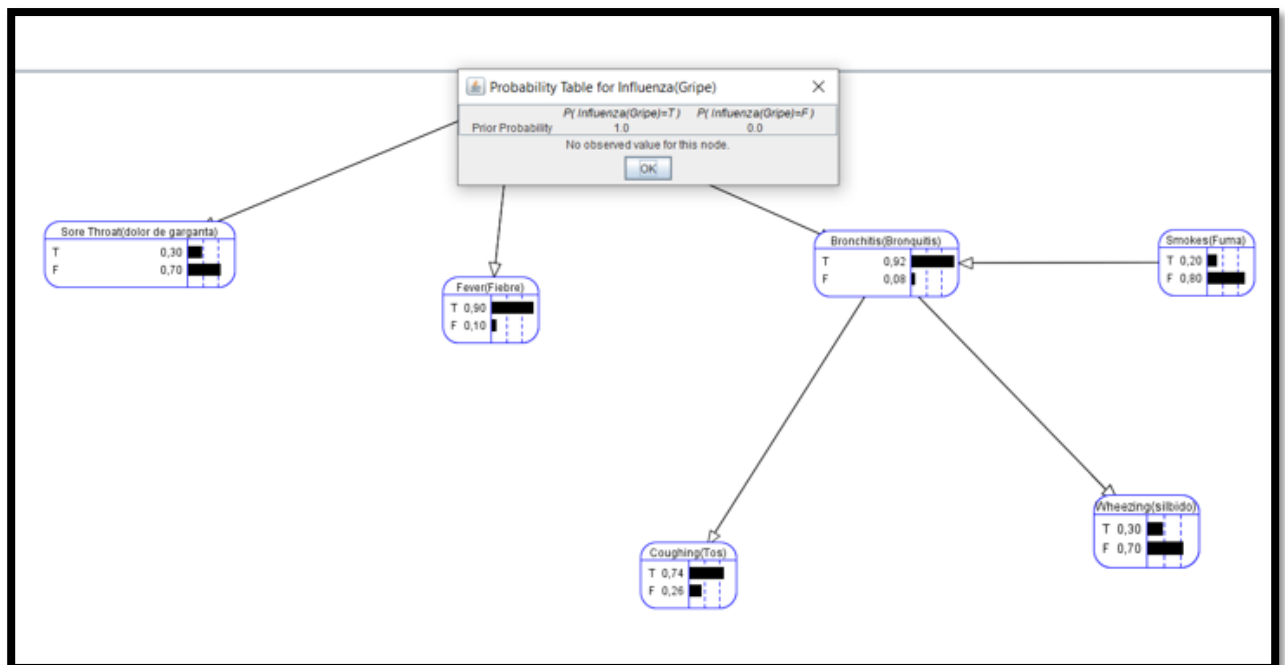 Probability Table for Influenza(Gripe)
P( Influenza(Gripe)=T ) P( Influenza(Gripe)=F )
Prior Probability 1.0 0.0
No observed value for this node.
OK
Sore Throat(dolor de garganta)
T 0,30
F 0,70
Fever(Fiebre)
T 0,90
F 0,10
Bronchitis(Bronquitis)
T 0,92
F 0,08
Smokes(Fuma)
T 0,20
F 0,80
Coughing(Tos)
T 0,74
F 0,26
Wheezing(silbido)
T 0,30
F 0,70